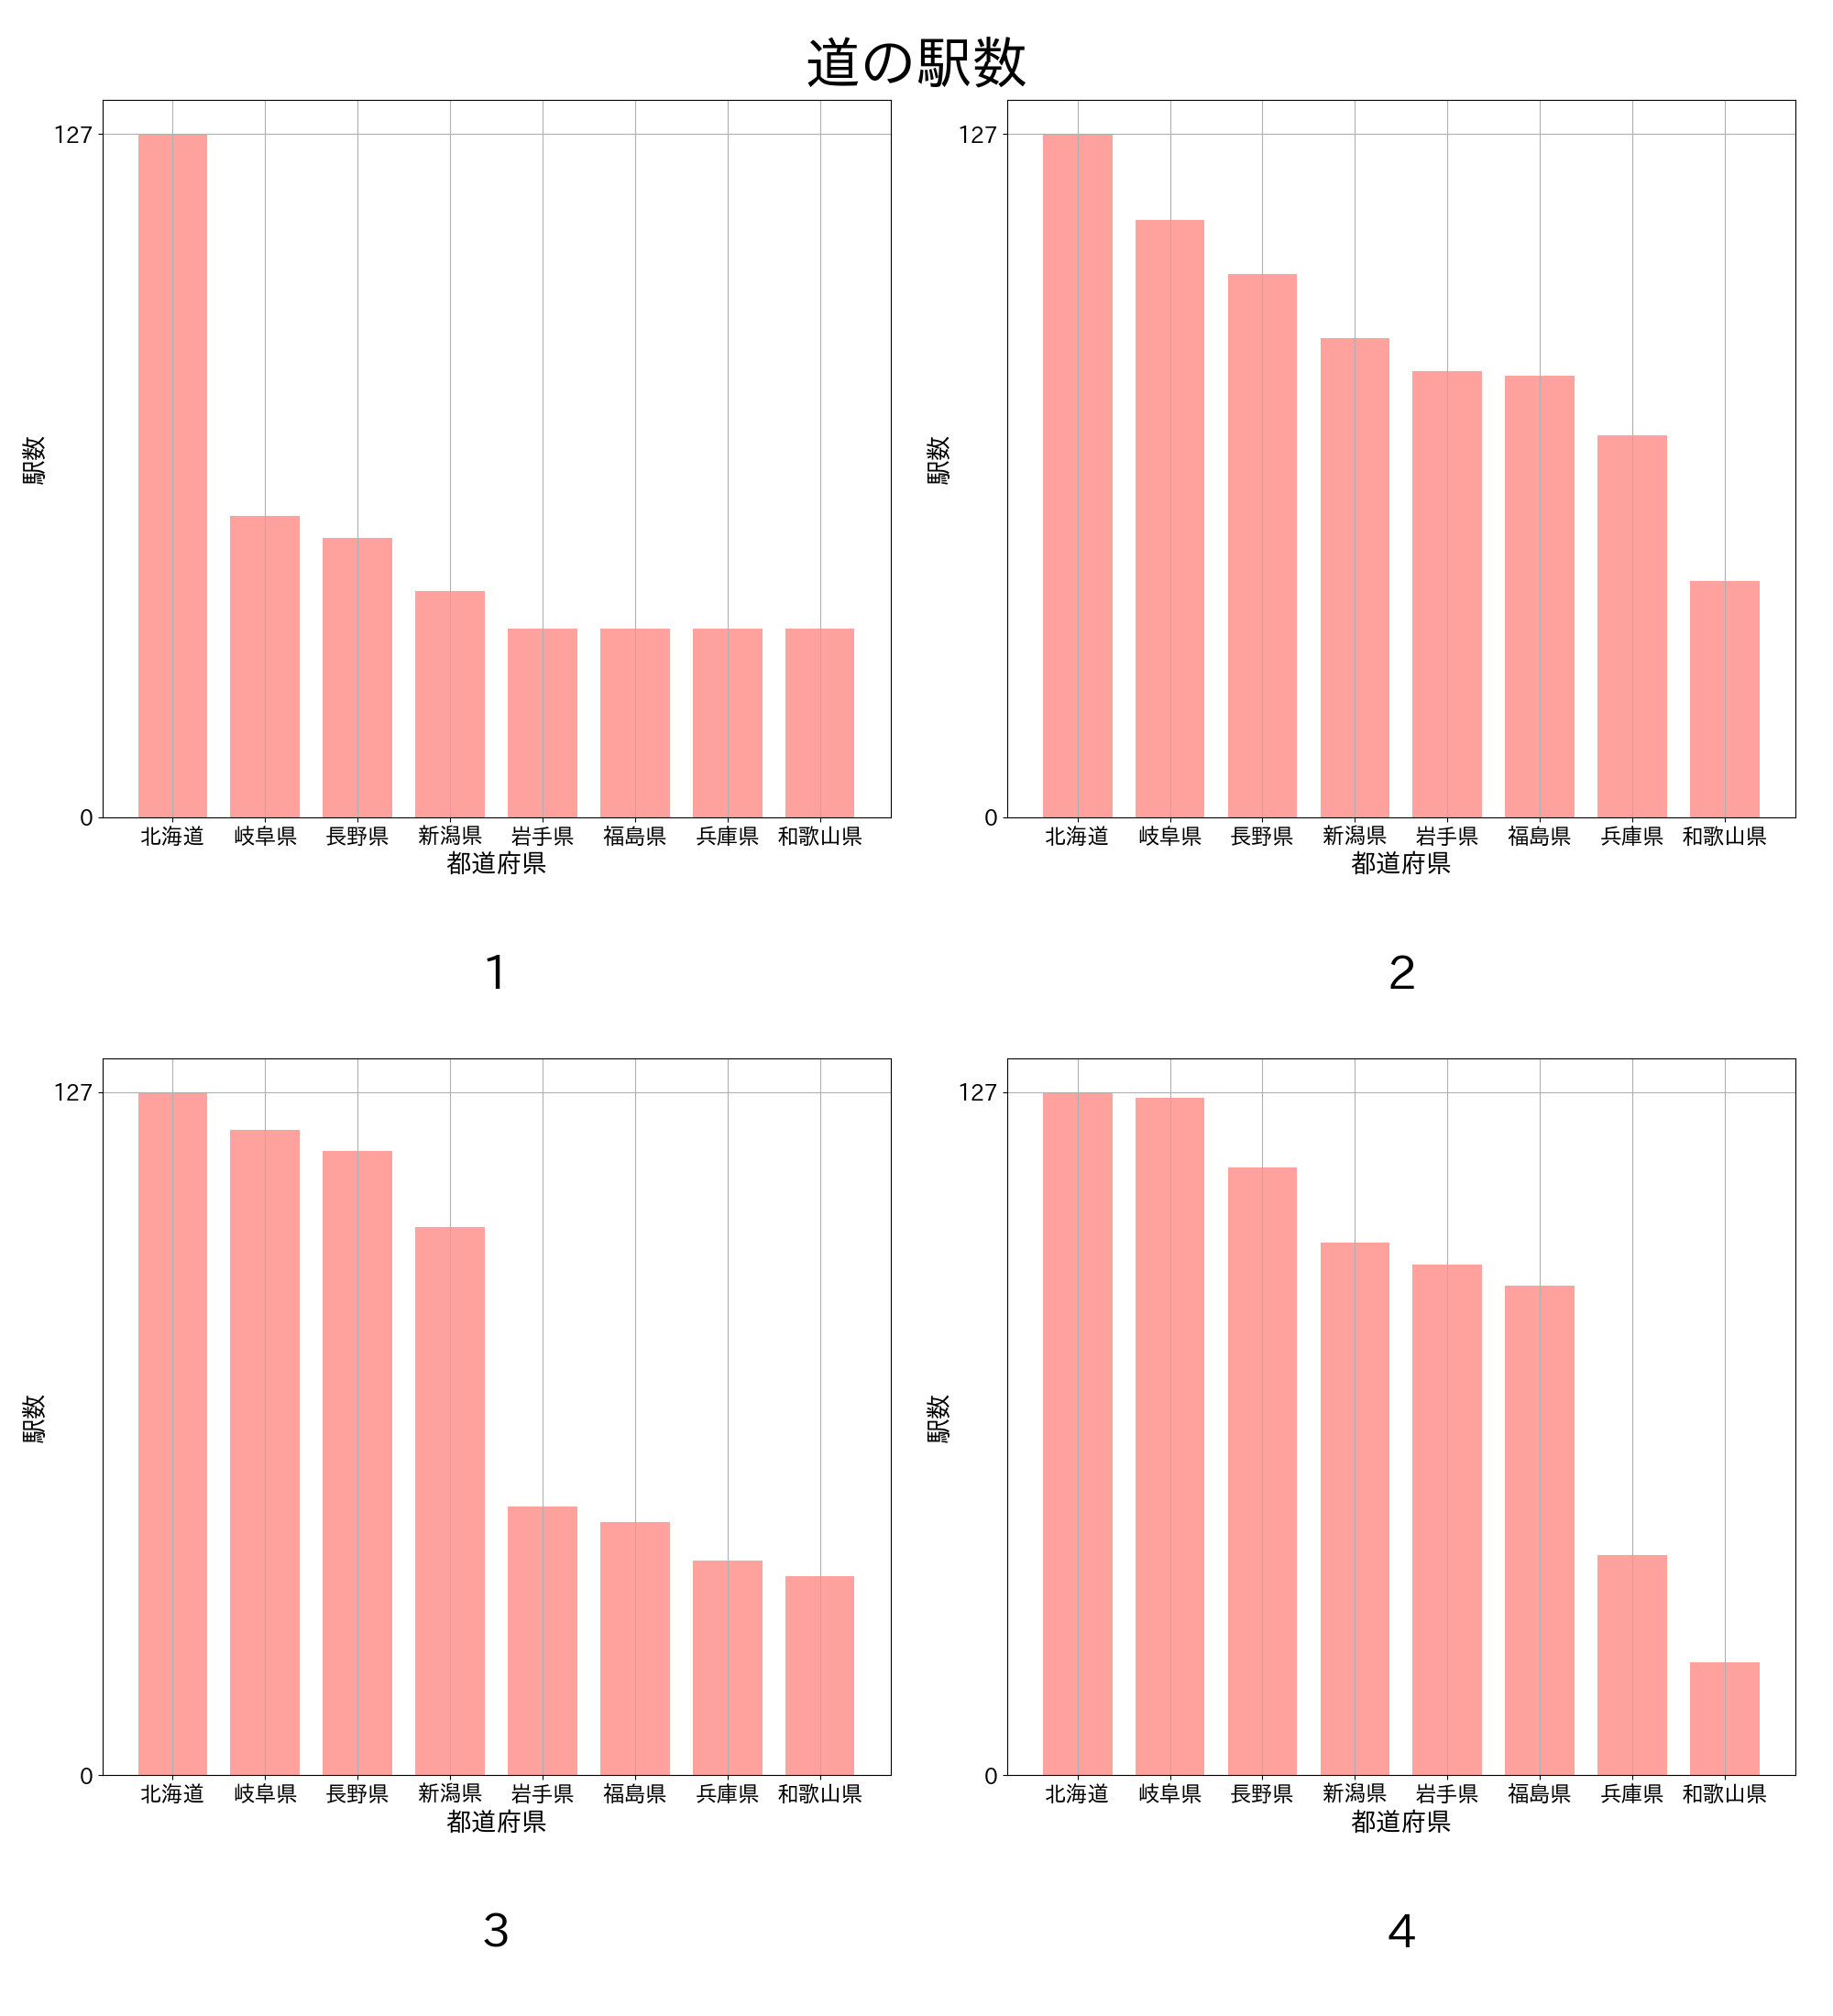 道の駅数
127
駅数
0
北海道 岐阜県 長野県 新潟県 岩手県 福島県 兵庫県 和歌山県
都道府県
1
127
駅数
0
北海道 岐阜県 長野県 新潟県 岩手県 福島県 兵庫県 和歌山県
都道府県
2
127
駅数
0
北海道 岐阜県 長野県 新潟県 岩手県 福島県 兵庫県 和歌山県
都道府県
3
127
駅数
0
北海道 岐阜県 長野県 新潟県 岩手県 福島県 兵庫県 和歌山県
都道府県
4